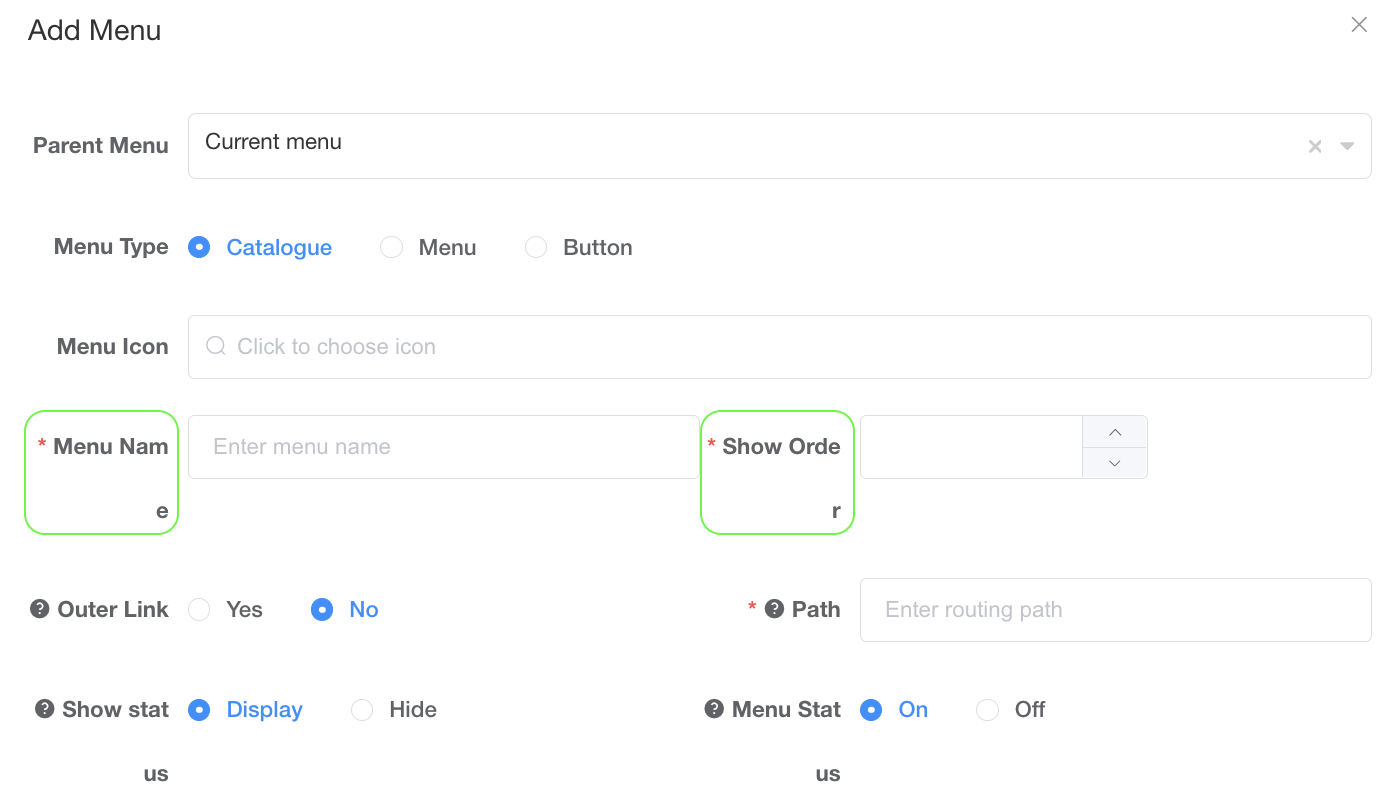 Add Menu
Parent Menu Current menu
Menu Type Catalogue Menu Button
Menu Icon Click to choose icon
* Menu Nam Enter menu name * Show Orde
e r
? Outer Link Yes No * ? Path Enter routing path
? Show stat Display Hide ? Menu Stat On Off
us us